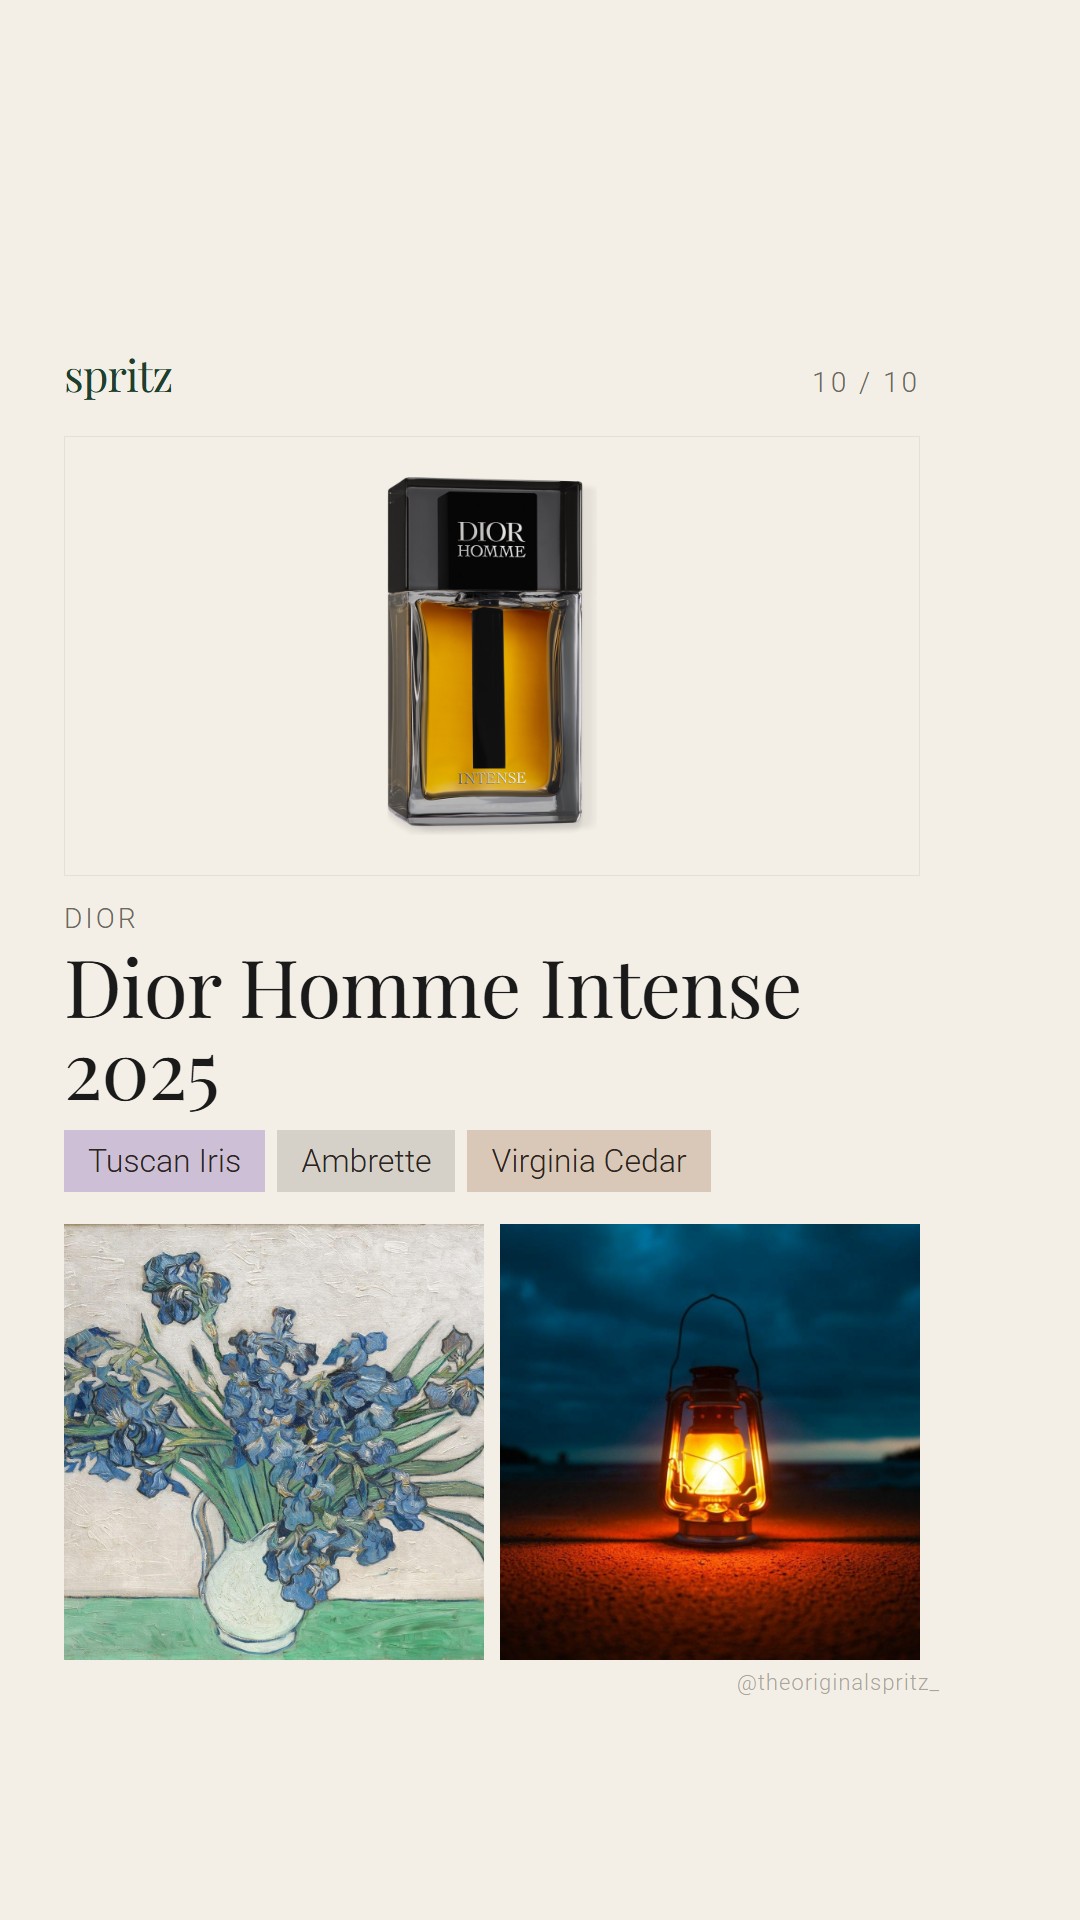 spritz
10 / 10
DIOR
HOMME
INTENSE
DIOR
Dior Homme Intense
2025
Tuscan Iris
Ambrette
Virginia Cedar
@theoriginalspritz_